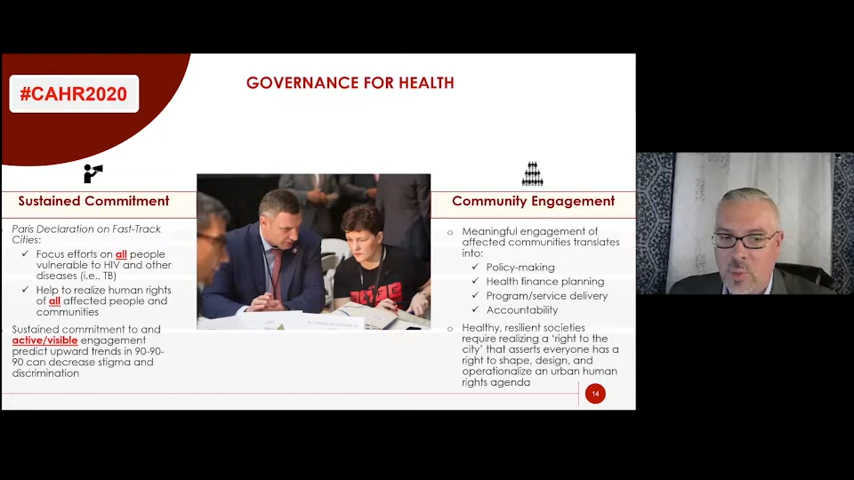 #CAHR2020
GOVERNANCE FOR HEALTH
Sustained Commitment
Paris Declaration on Fast-Track
Cities:
✓ Focus efforts on all people
vulnerable to HIV and other
diseases (i.e., TB)
✓ Help to realize human rights
of all affected people and
communities
Sustained commitment to and
active/visible engagement
predict upward trends in 90-90-
90 can decrease stigma and
discrimination
Community Engagement
o Meaningful engagement of
affected communities translates
into:
✓ Policy-making
✓ Health finance planning
✓ Program/service delivery
✓ Accountability
o Healthy, resilient societies
require realizing a ‘right to the
city’ that asserts everyone has a
right to shape, design, and
operationalize an urban human
rights agenda
14